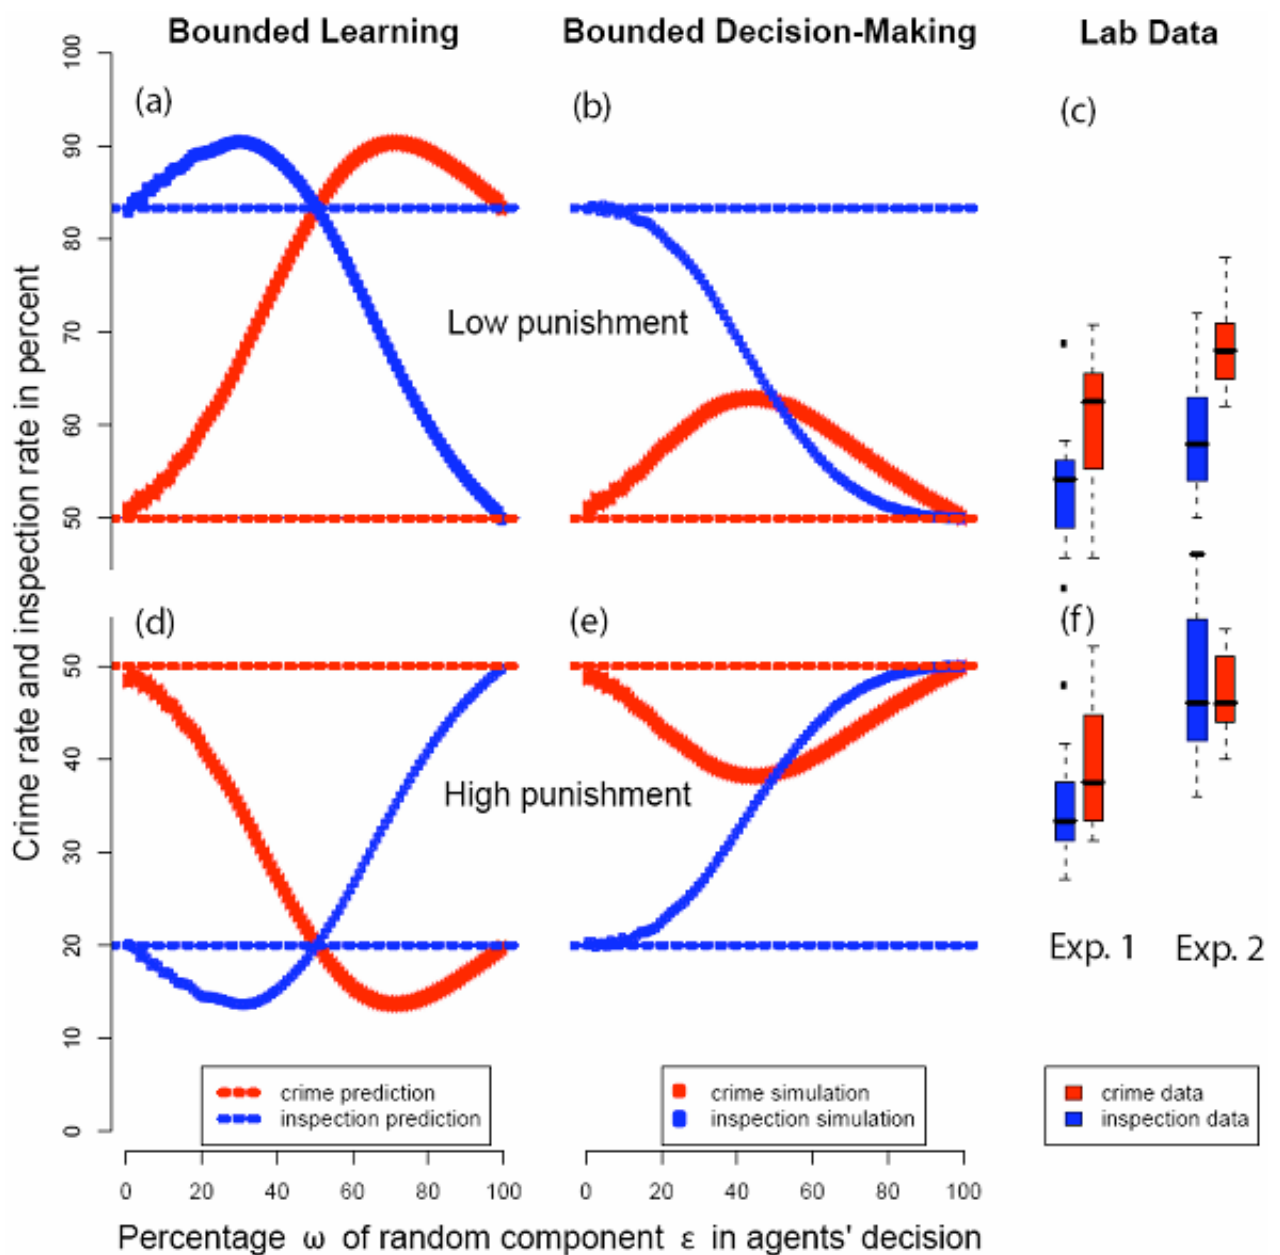 Bounded Learning
Bounded Decision-Making
Lab Data
Crime rate and inspection rate in percent
100
90
80
70
60
50
50
40
30
20
10
0
(a)
(b)
(c)
Low punishment
(d)
(e)
(f)
High punishment
Exp. 1
Exp. 2
crime prediction
inspection prediction
crime simulation
inspection simulation
crime data
inspection data
0 20 40 60 80 100
0 20 40 60 80 100
Percentage ω of random component ε in agents' decision